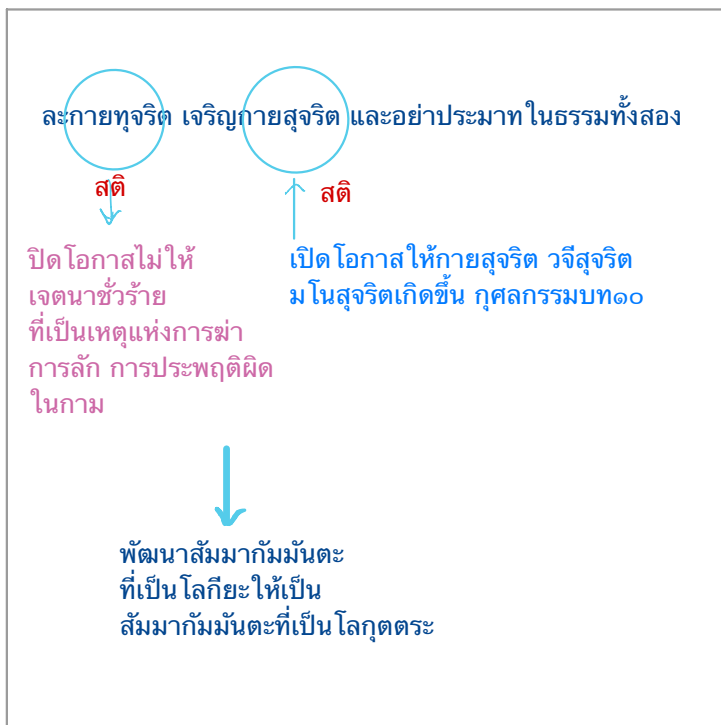 ละกายทุจริต เจริญกายสุจริต และอย่าประมาทในธรรมทั้งสอง
สติ
สติ
ปิดโอกาสไม่ให้
เจตนาชั่วร้าย
ที่เป็นเหตุแห่งการฆ่า
การลัก การประพฤติผิด
ในกาม
เปิดโอกาสให้กายสุจริต วจีสุจริต
มโนสุจริตเกิดขึ้น กุศลกรรมบท๑๐
พัฒนาสัมมากัมมันตะ
ที่เป็นโลกียะให้เป็น
สัมมากัมมันตะที่เป็นโลกุตตระ